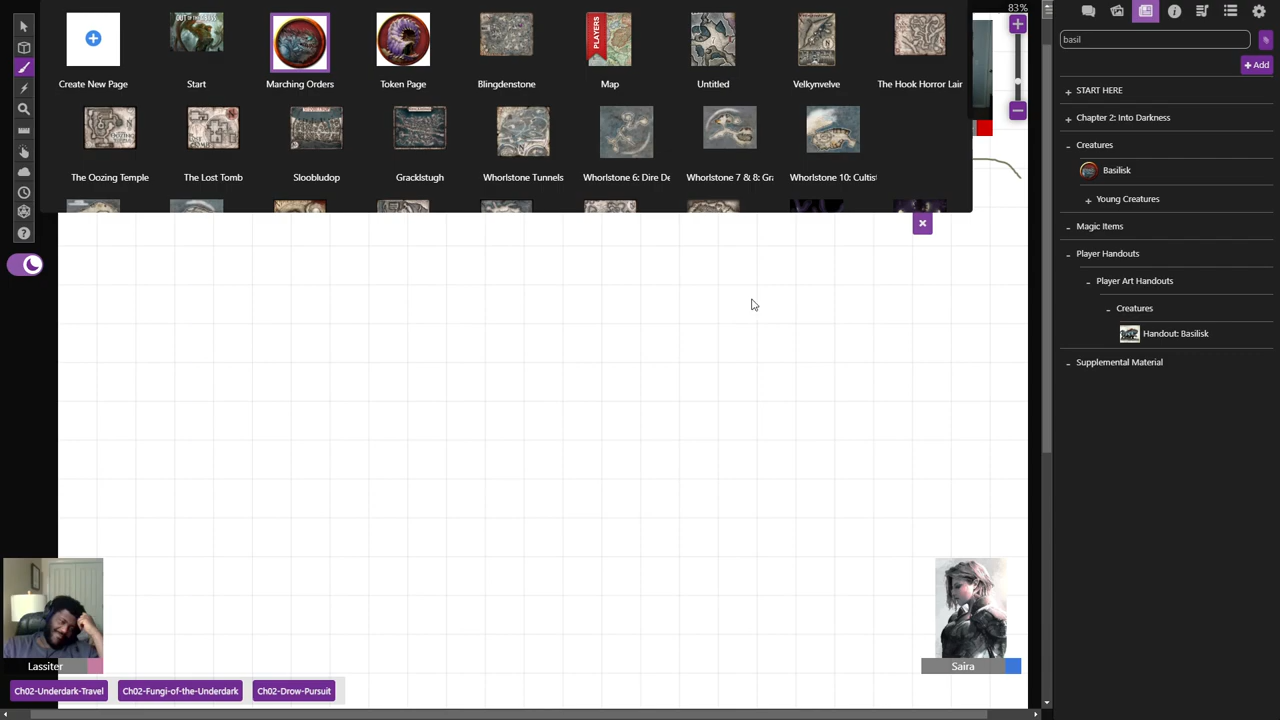 83%
basil
Add
Create New Page
Start
Marching Orders
Token Page
Blingdenstone
PLAYERS
Map
Untitled
Velkynvelve
The Hook Horror Lair
The Oozing Temple
The Lost Tomb
Sloobludop
Gracklstugh
Whorlstone Tunnels
Whorlstone 6: Dire De
Whorlstone 7 & 8: Gra
Whorlstone 10: Cultist
START HERE
Chapter 2: Into Darkness
Creatures
Basilisk
Young Creatures
Magic Items
Player Handouts
Player Art Handouts
Creatures
Handout: Basilisk
Supplemental Material
Lassiter
Saira
Ch02-Underdark-Travel
Ch02-Fungi-of-the-Underdark
Ch02-Drow-Pursuit